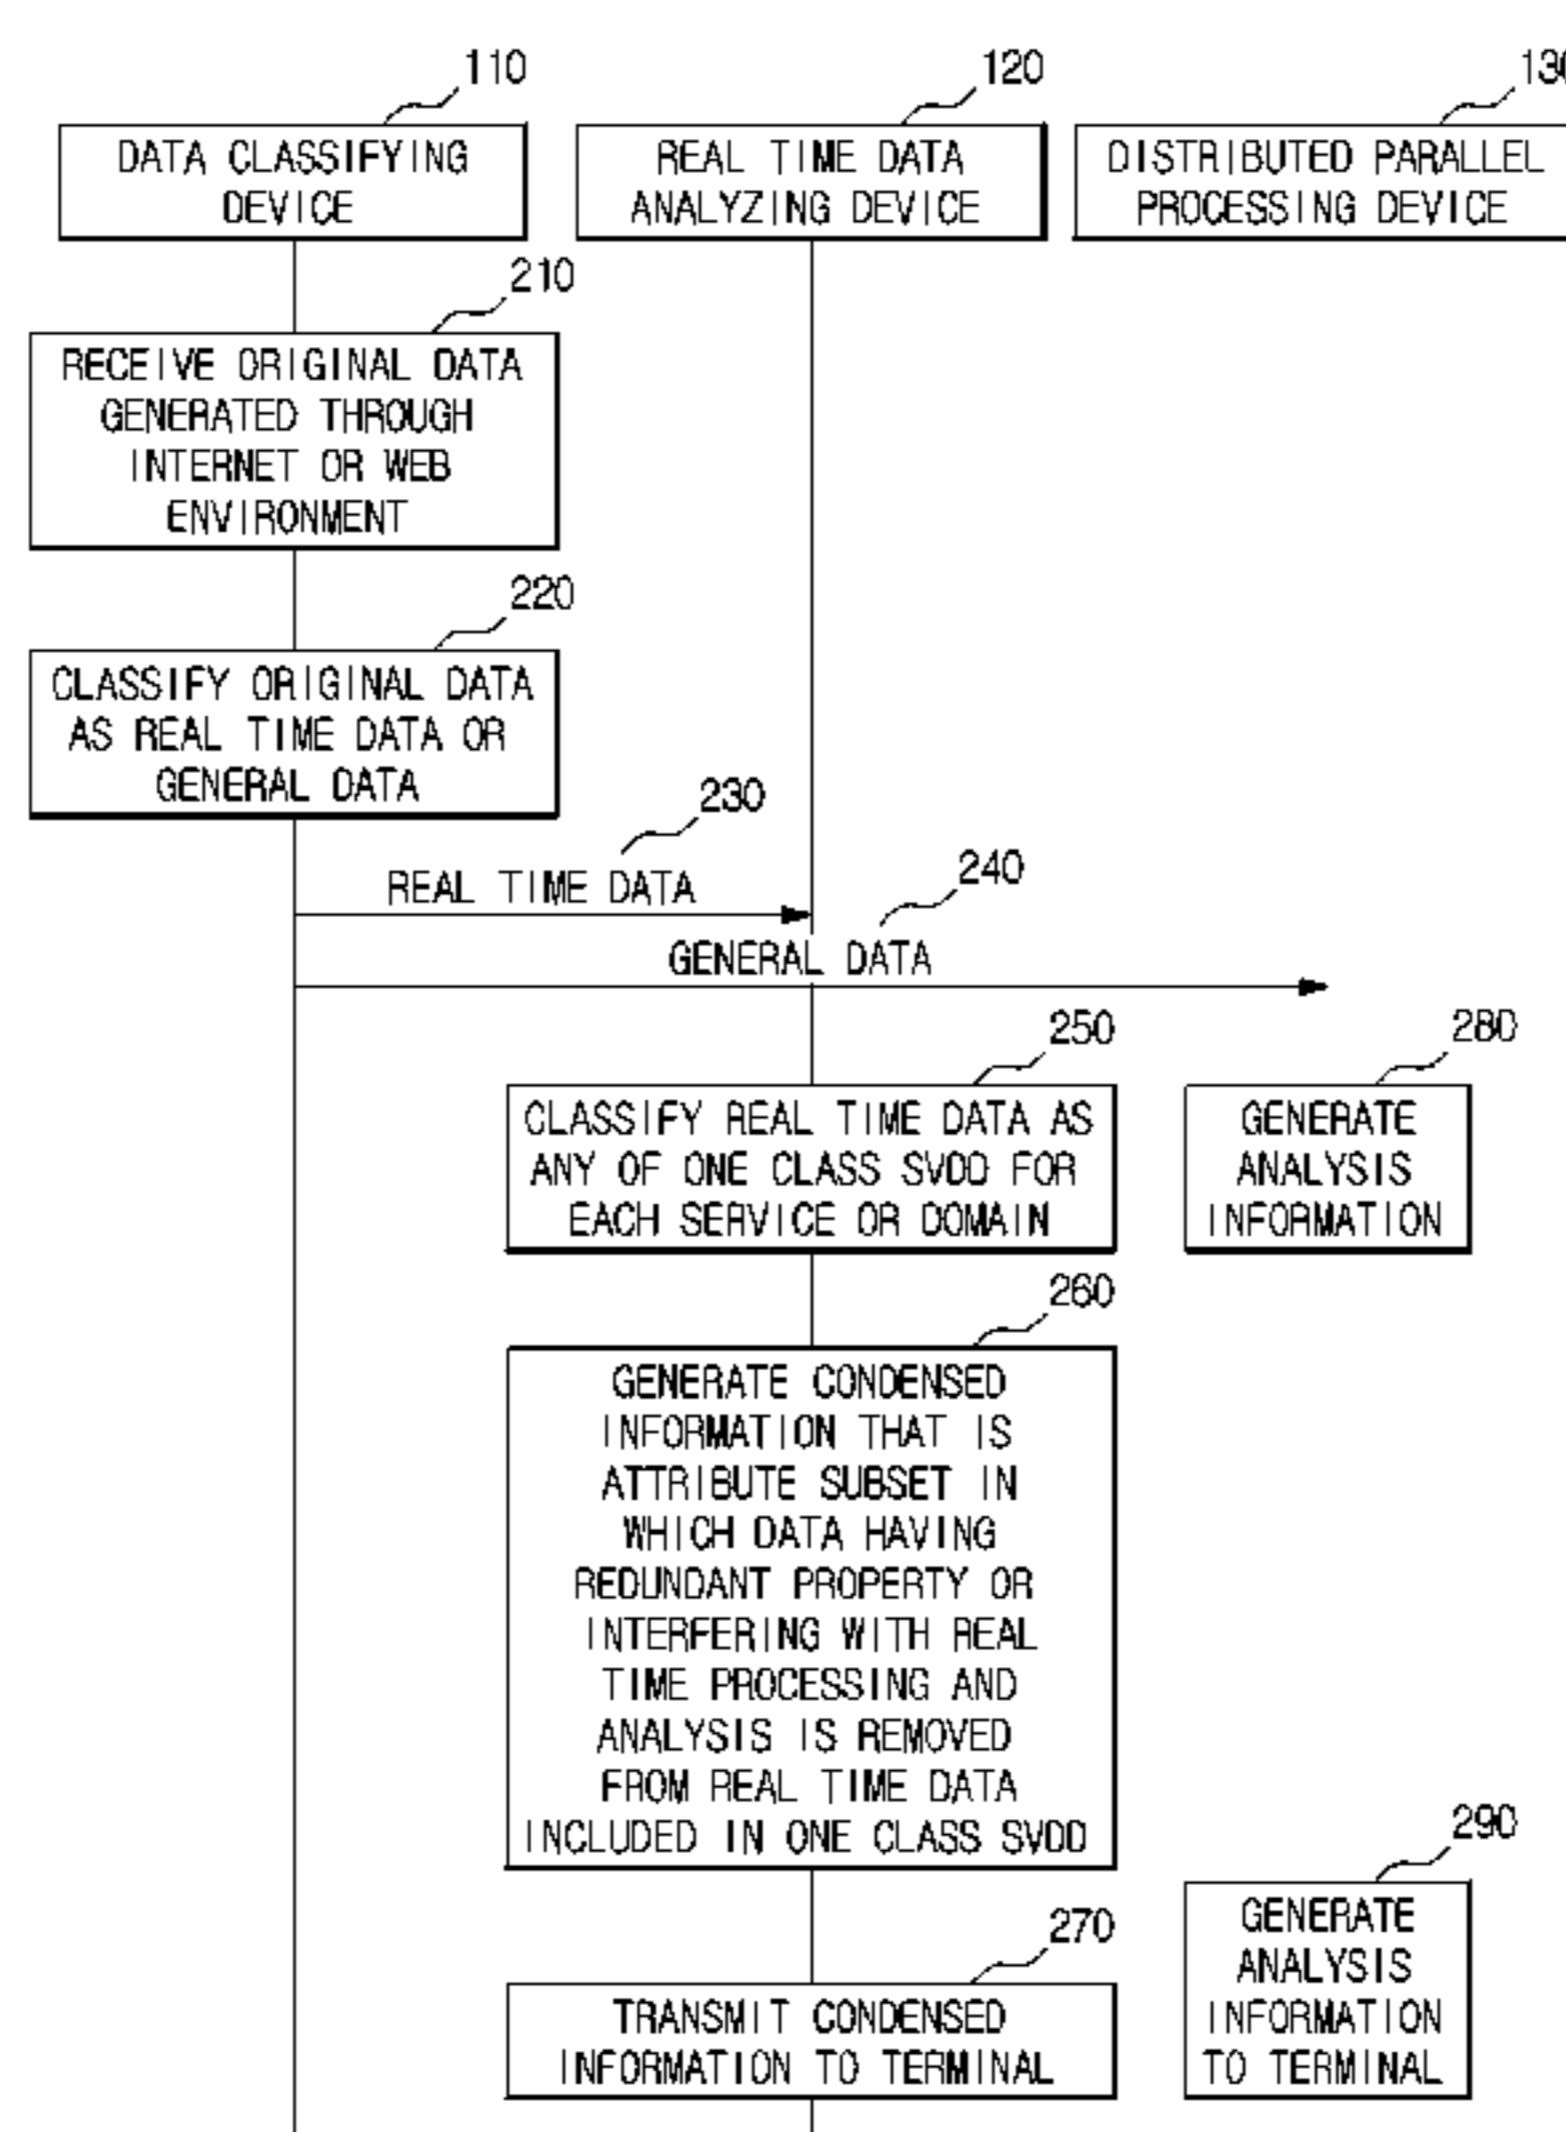 110
120
130
DATA CLASSIFYING
DEVICE
REAL TIME DATA
ANALYZING DEVICE
DISTRIBUTED PARALLEL
PROCESSING DEVICE
210
RECEIVE ORIGINAL DATA
GENERATED THROUGH
INTERNET OR WEB
ENVIRONMENT
220
CLASSIFY ORIGINAL DATA
AS REAL TIME DATA OR
GENERAL DATA
230
REAL TIME DATA
240
GENERAL DATA
250
CLASSIFY REAL TIME DATA AS
ANY OF ONE CLASS SVDD FOR
EACH SERVICE OR DOMAIN
280
GENERATE
ANALYSIS
INFORMATION
260
GENERATE CONDENSED
INFORMATION THAT IS
ATTRIBUTE SUBSET IN
WHICH DATA HAVING
REDUNDANT PROPERTY OR
INTERFERING WITH REAL
TIME PROCESSING AND
ANALYSIS IS REMOVED
FROM REAL TIME DATA
INCLUDED IN ONE CLASS SVDD
270
TRANSMIT CONDENSED
INFORMATION TO TERMINAL
290
GENERATE
ANALYSIS
INFORMATION
TO TERMINAL